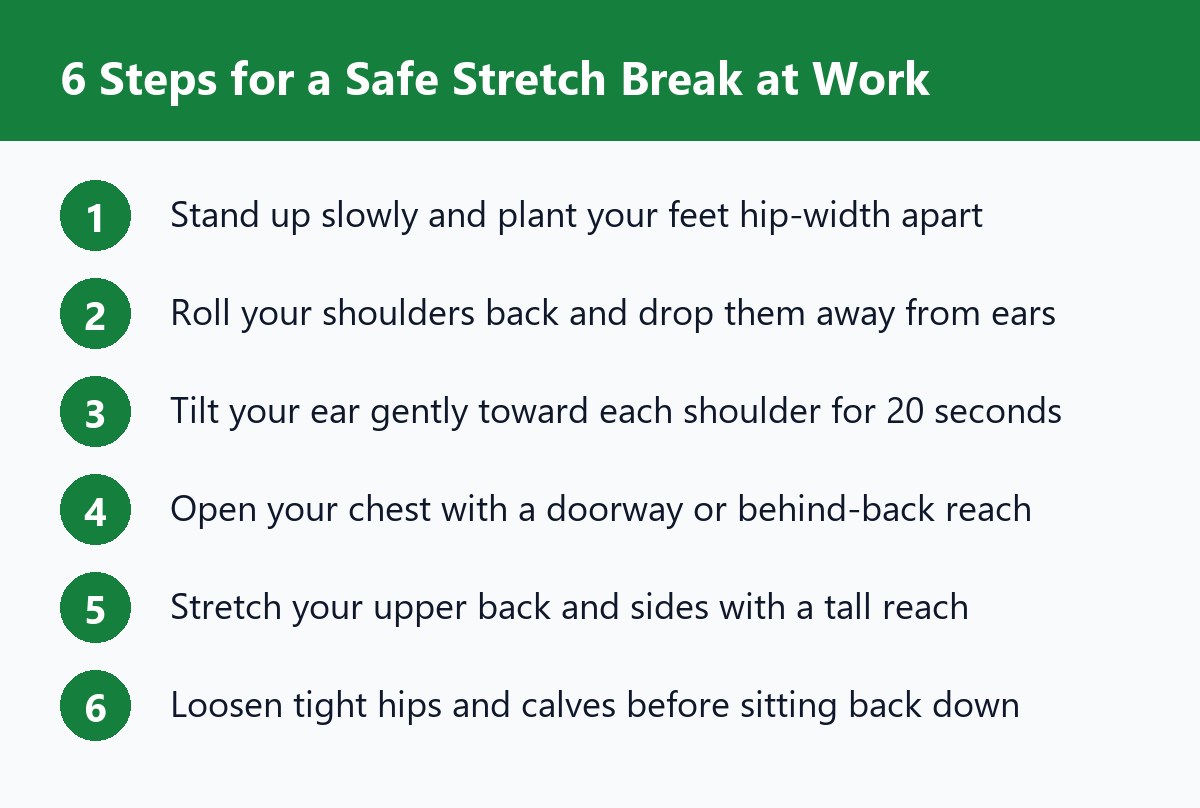 6 Steps for a Safe Stretch Break at Work
1 Stand up slowly and plant your feet hip-width apart
2 Roll your shoulders back and drop them away from ears
3 Tilt your ear gently toward each shoulder for 20 seconds
4 Open your chest with a doorway or behind-back reach
5 Stretch your upper back and sides with a tall reach
6 Loosen tight hips and calves before sitting back down